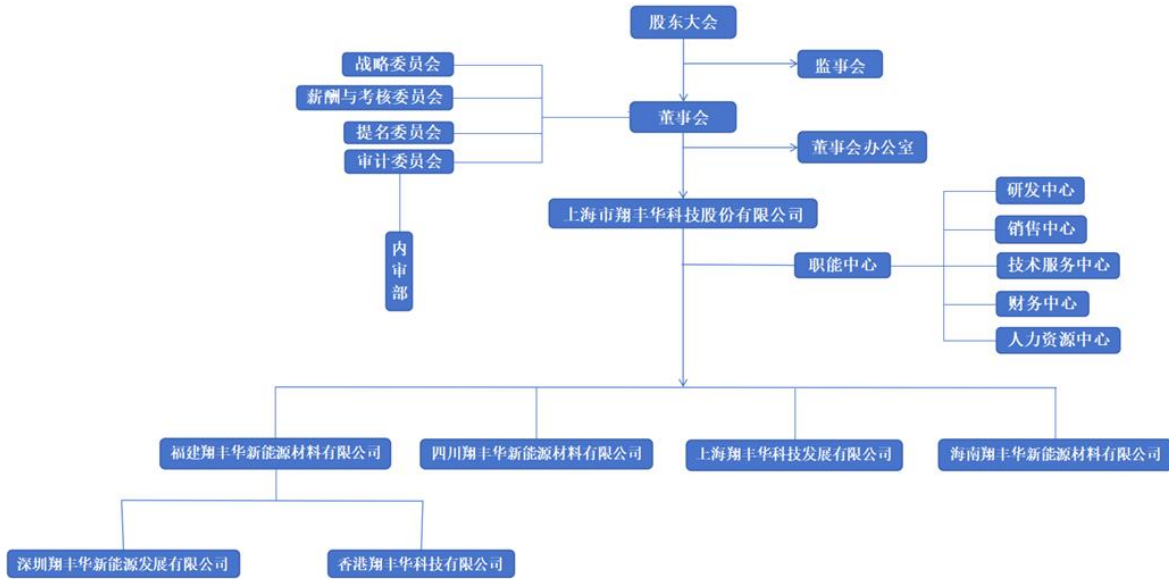 股东大会
战略委员会
监事会
薪酬与考核委员会
董事会
提名委员会
董事会办公室
审计委员会
研发中心
上海市翔丰华科技股份有限公司
销售中心
内审部
职能中心
技术服务中心
财务中心
人力资源中心
福建翔丰华新能源材料有限公司
四川翔丰华新能源材料有限公司
上海翔丰华科技发展有限公司
海南翔丰华新能源材料有限公司
深圳翔丰华新能源发展有限公司
香港翔丰华科技有限公司